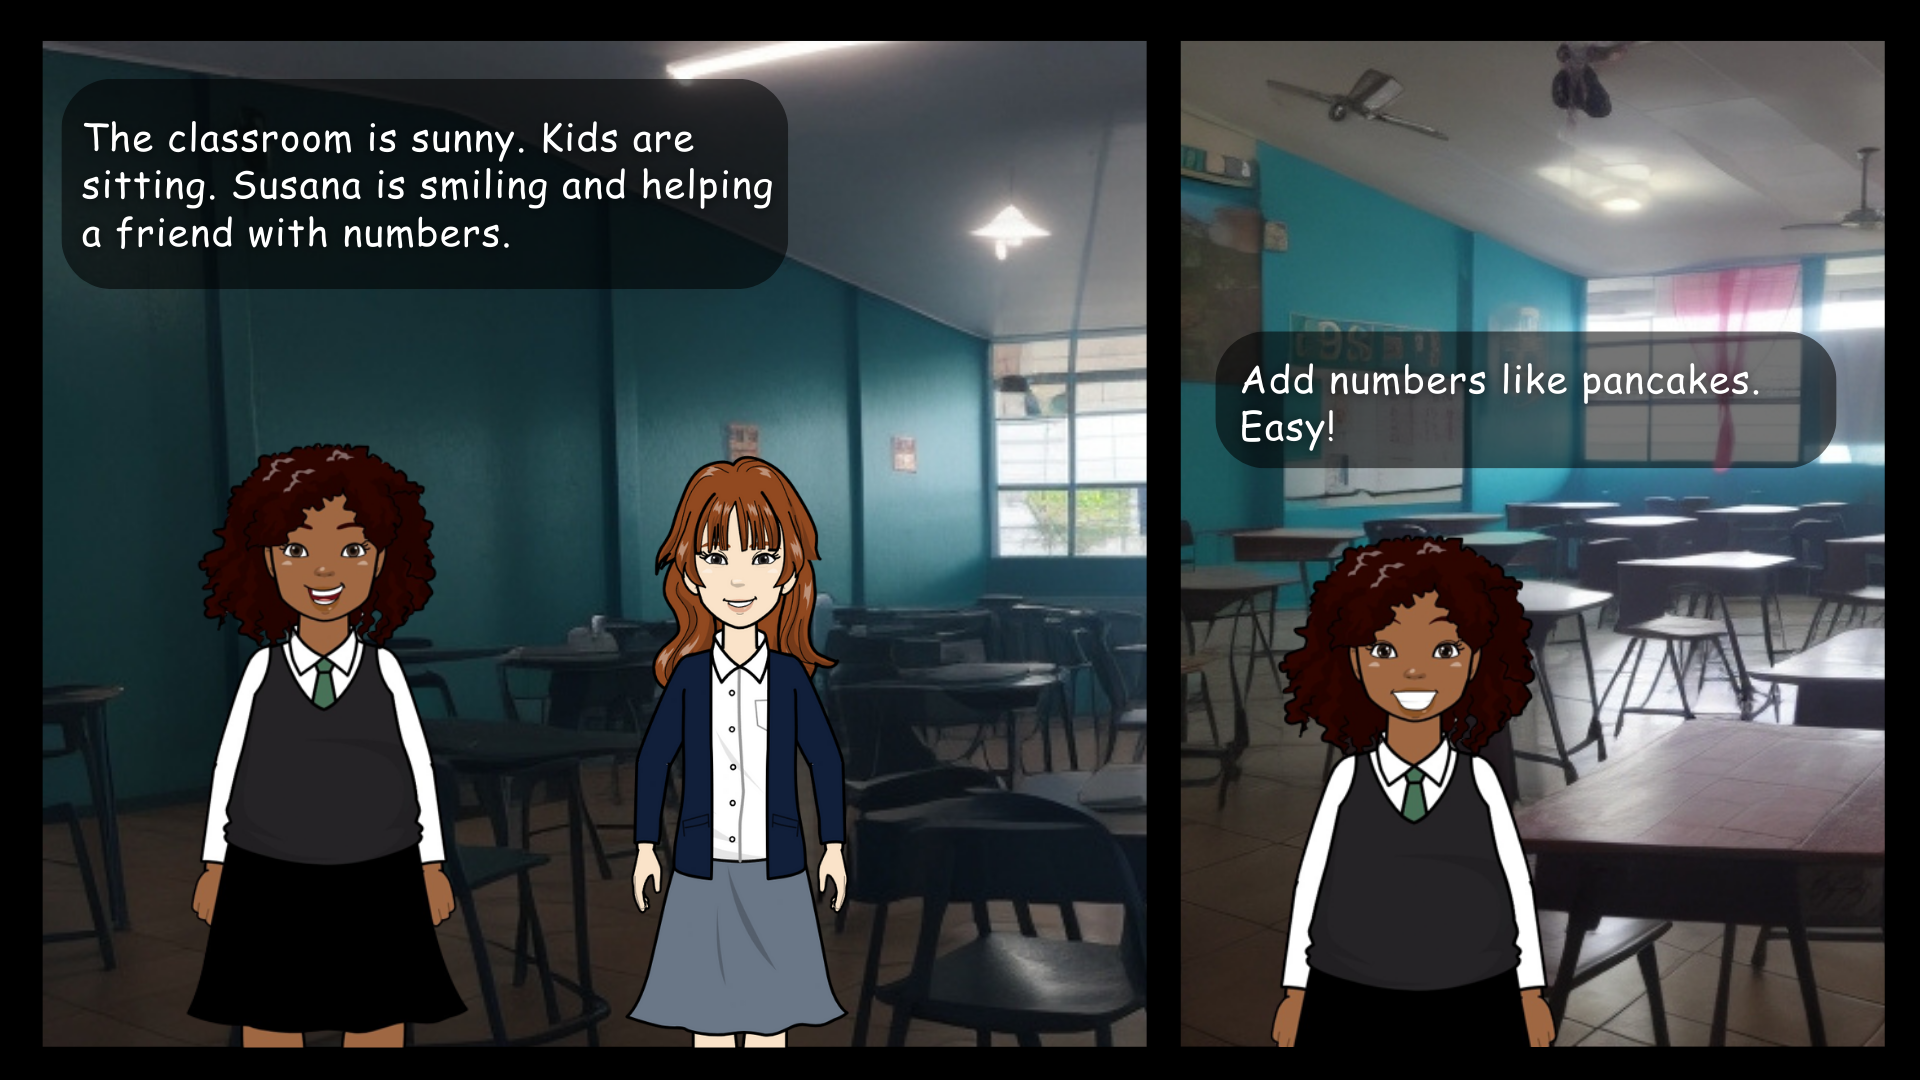 The classroom is sunny. Kids are
sitting. Susana is smiling and helping
a friend with numbers.
Add numbers like pancakes.
Easy!